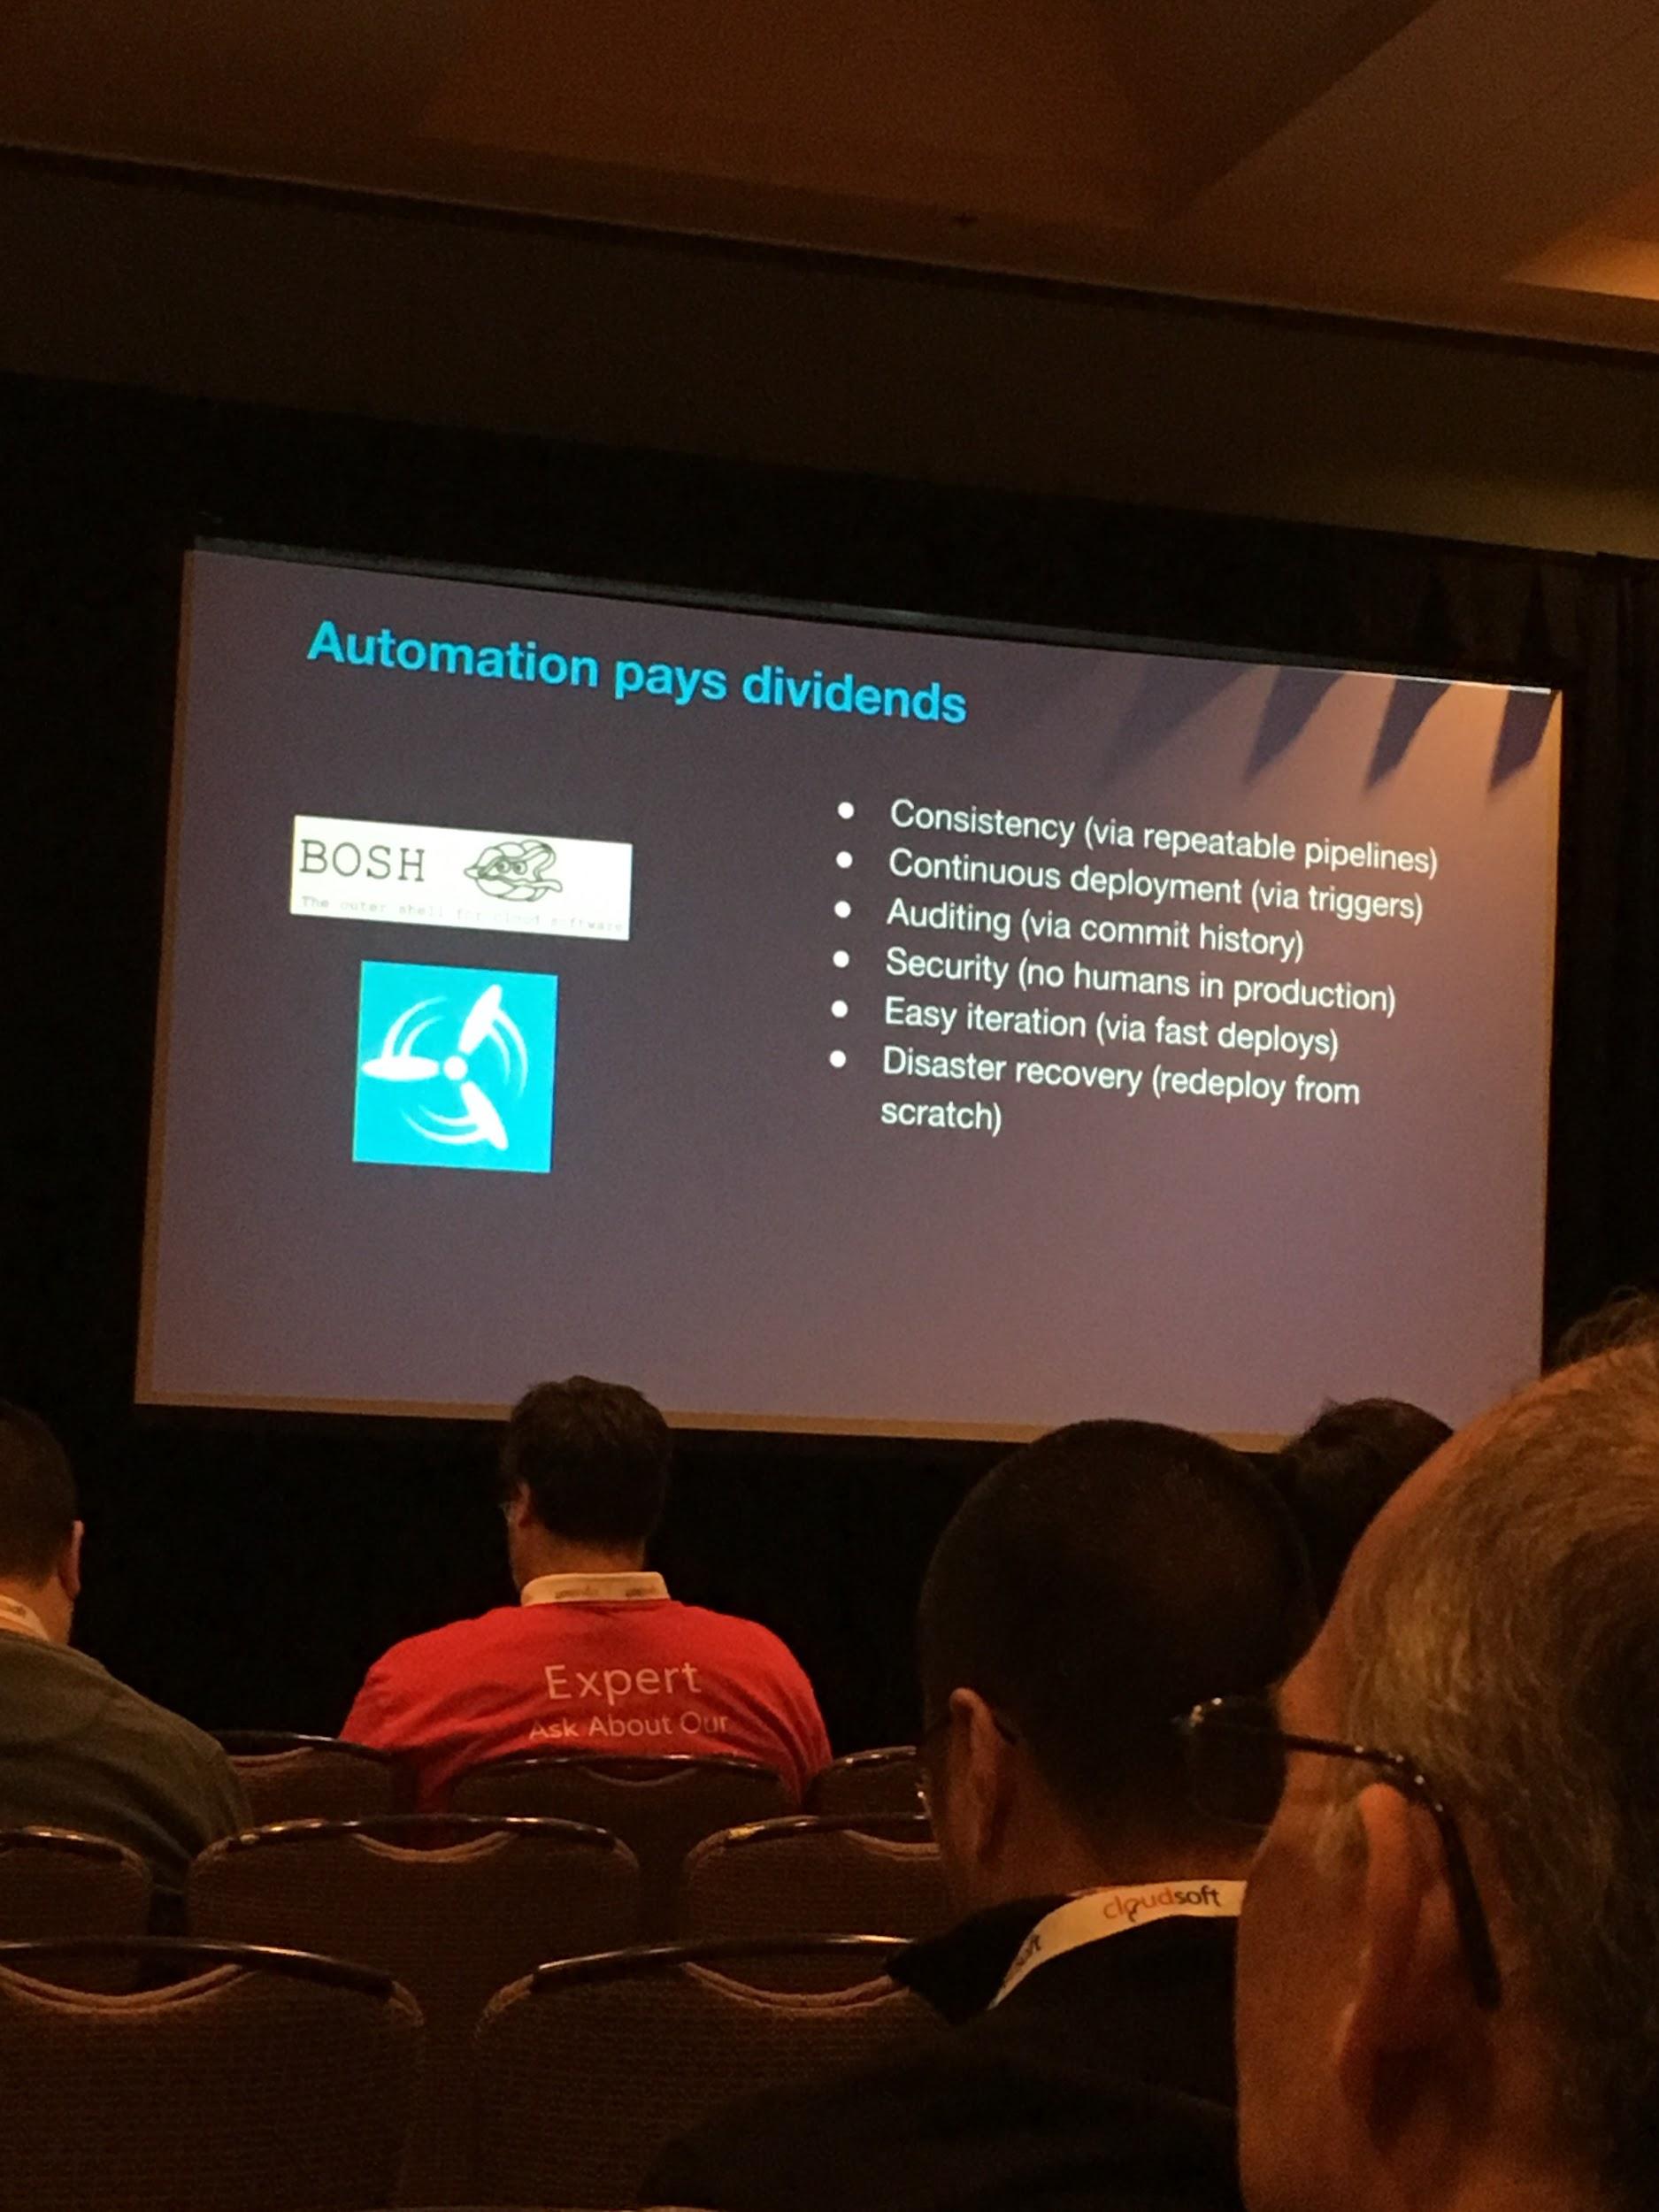 Automation pays dividends
BOSH
The outer shell for cloud software
• Consistency (via repeatable pipelines)
• Continuous deployment (via triggers)
• Auditing (via commit history)
• Security (no humans in production)
• Easy iteration (via fast deploys)
• Disaster recovery (redeploy from
scratch)
Expert
Ask About Our
cloudsoft